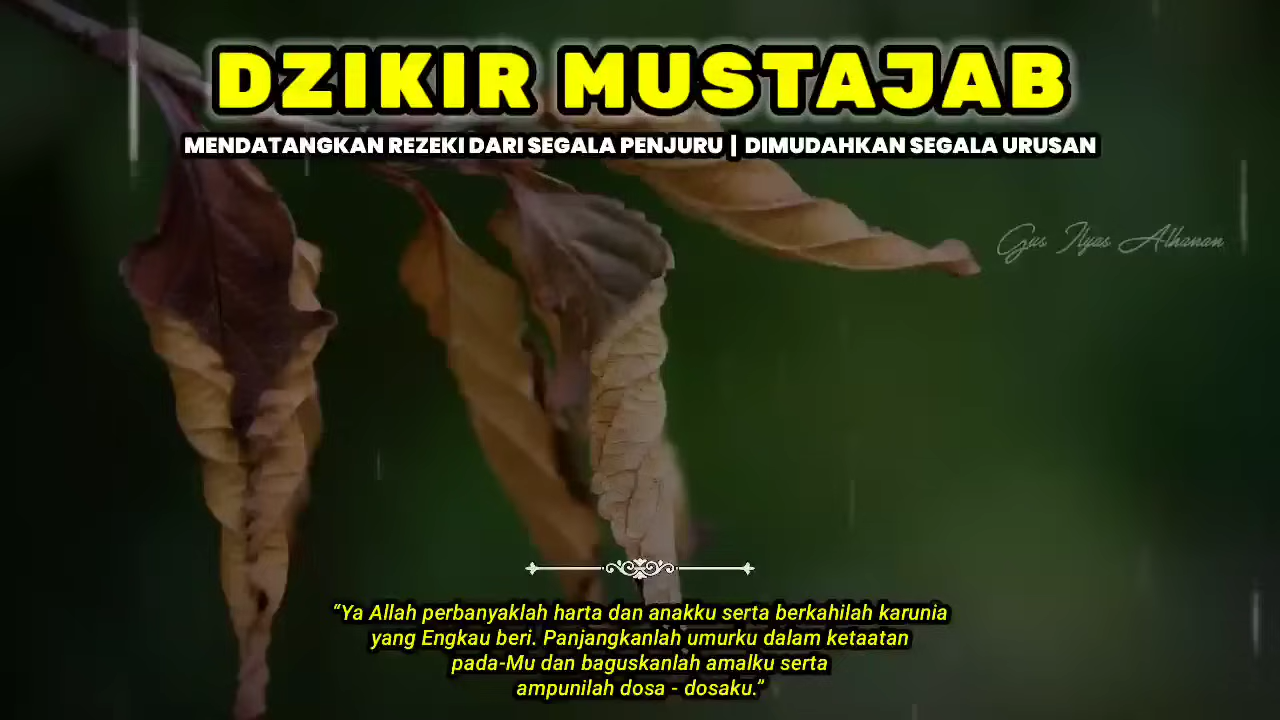 DZIKIR MUSTAJAB
MENDATANGKAN REZEKI DARI SEGALA PENJURU | DIMUDAHKAN SEGALA URUSAN
Gus Ilyas Alhanan
“Ya Allah perbanyaklah harta dan anakku serta berkahilah karunia
yang Engkau beri. Panjangkanlah umurku dalam ketaatan
pada-Mu dan baguskanlah amalku serta
ampunilah dosa - dosaku.”